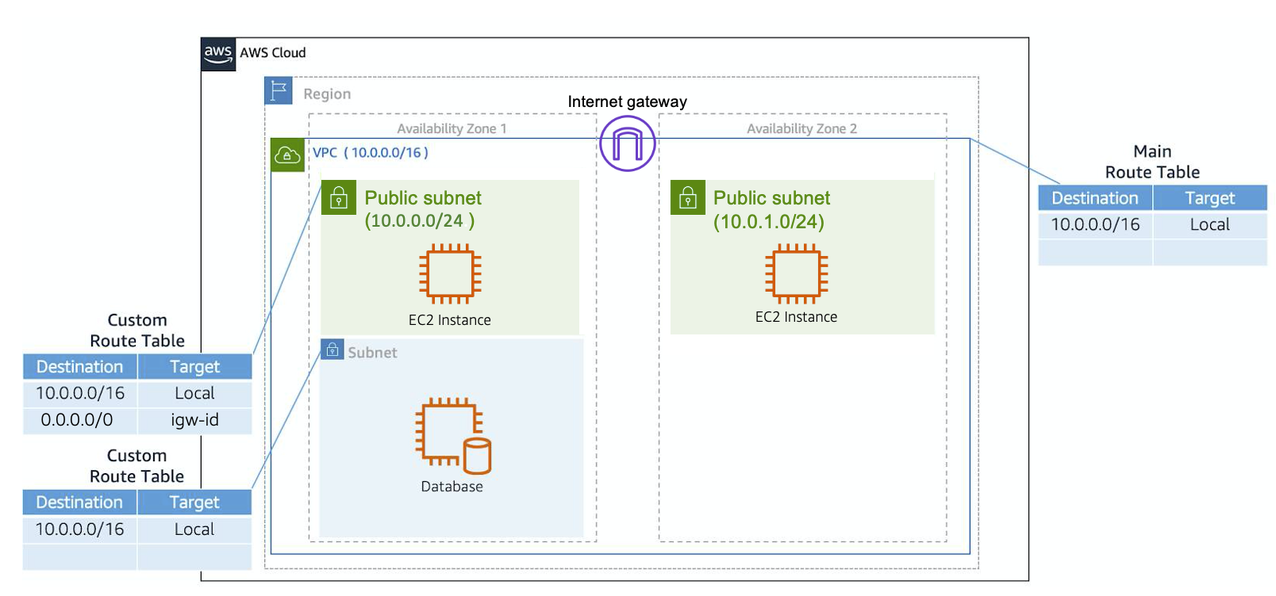 aws
AWS Cloud
Region
Internet gateway
Availability Zone 1
Availability Zone 2
VPC ( 10.0.0.0/16 )
Public subnet
(10.0.0.0/24 )
EC2 Instance
Public subnet
(10.0.1.0/24)
EC2 Instance
Subnet
Database
Main
Route Table
Destination Target
10.0.0.0/16 Local
Custom
Route Table
Destination Target
10.0.0.0/16 Local
0.0.0.0/0 igw-id
Custom
Route Table
Destination Target
10.0.0.0/16 Local